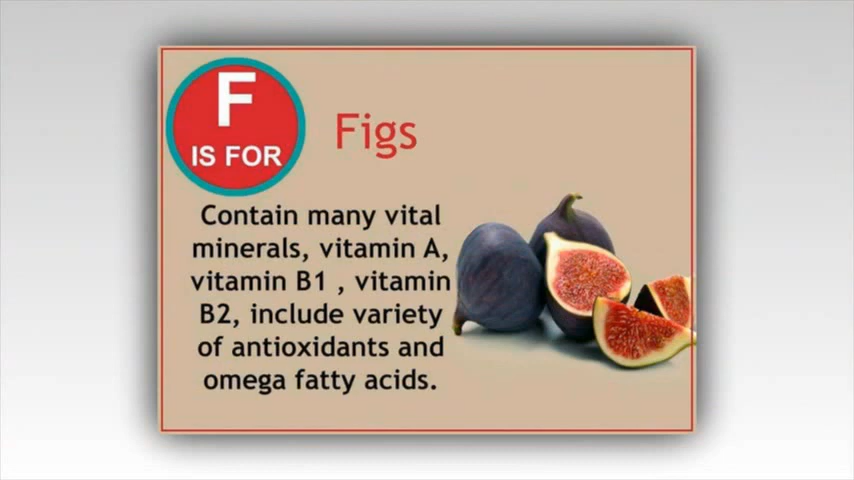 F
IS FOR
Figs
Contain many vital
minerals, vitamin A,
vitamin B1 , vitamin
B2, include variety
of antioxidants and
omega fatty acids.